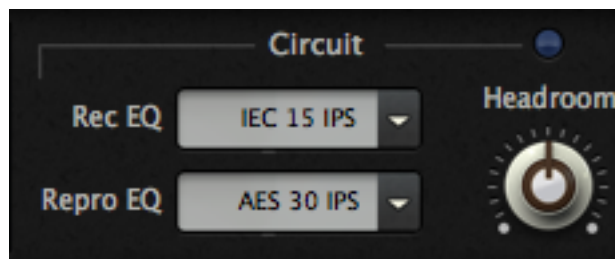 Circuit
Headroom
Rec EQ
IEC 15 IPS
Repro EQ
AES 30 IPS